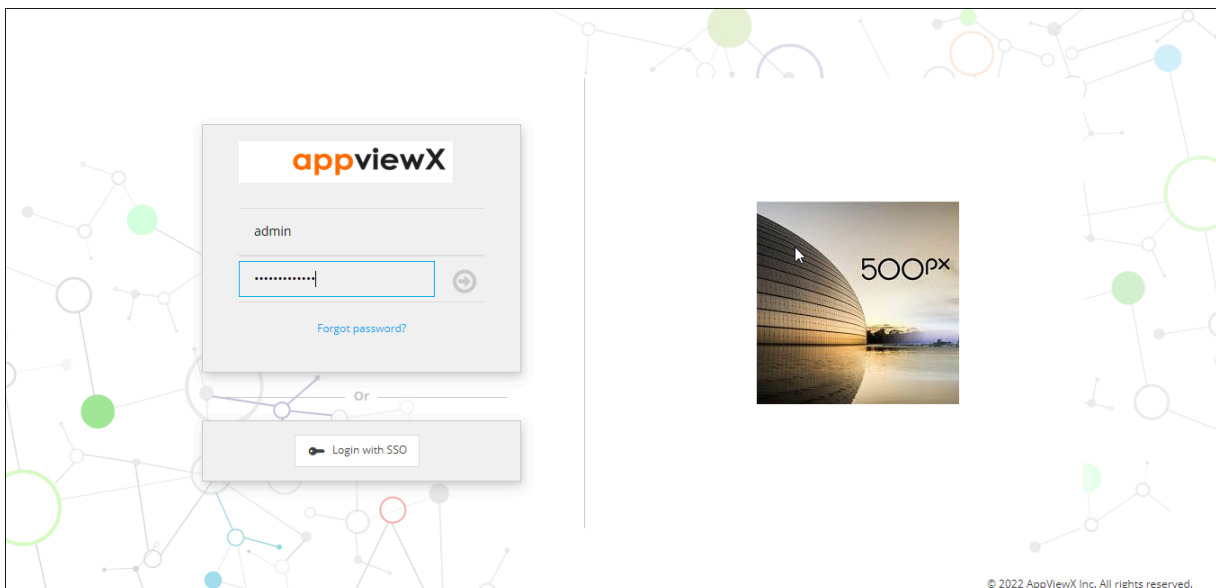 appviewX
admin
•••••••••••••
Forgot password?
Or
Login with SSO
500px
© 2022 AppViewX Inc. All rights reserved.